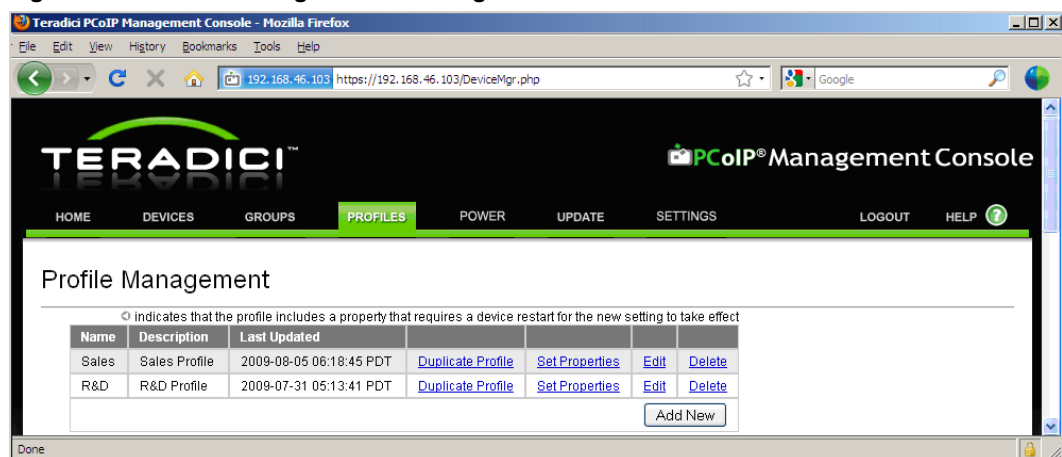 Teradici PCoIP Management Console - Mozilla Firefox
File Edit View History Bookmarks Tools Help
192.168.46.103 https://192.168.46.103/DeviceMgr.php Google
TERADICI™
PCoIP® Management Console
HOME DEVICES GROUPS PROFILES POWER UPDATE SETTINGS LOGOUT HELP ?
Profile Management
indicates that the profile includes a property that requires a device restart for the new setting to take effect
Name Description Last Updated
Sales Sales Profile 2009-08-05 06:18:45 PDT Duplicate Profile Set Properties Edit Delete
R&D R&D Profile 2009-07-31 05:13:41 PDT Duplicate Profile Set Properties Edit Delete
Add New
Done